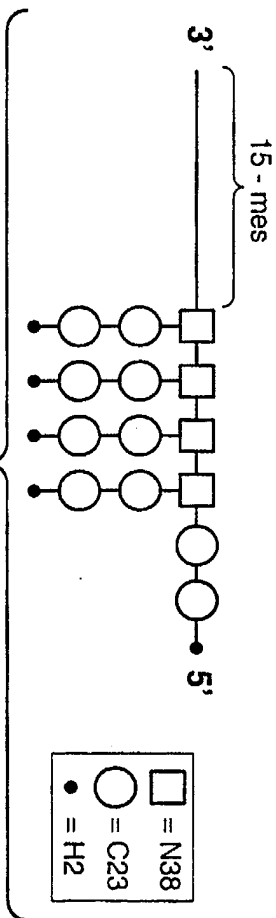 15 - mes
3'
5'
= N38
= C23
= H2